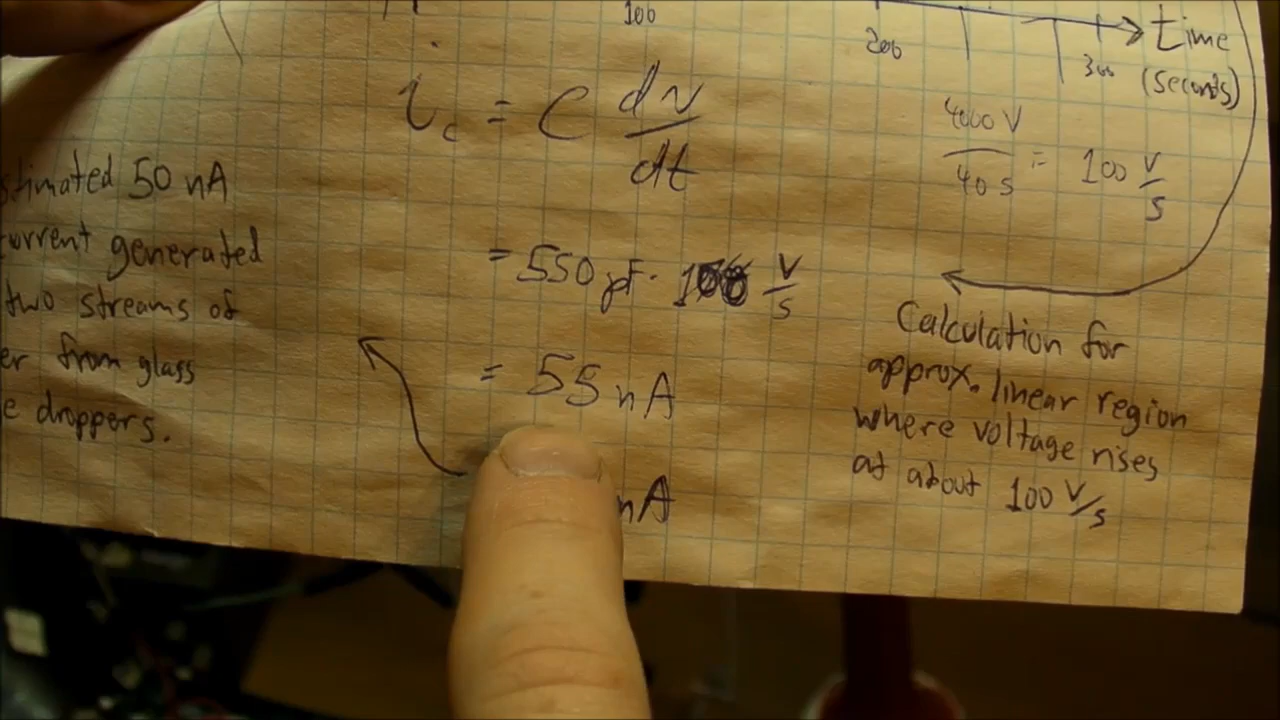 100
200
300
time
(seconds)
i_c = C dv/dt
4000 V / 40 s = 100 V/s
= 550 pF · 100 V/s
= 55 nA
nA
stimated 50 nA
urrent generated
two streams of
er from glass
e droppers.
Calculation for
approx. linear region
where voltage rises
at about 100 V/s